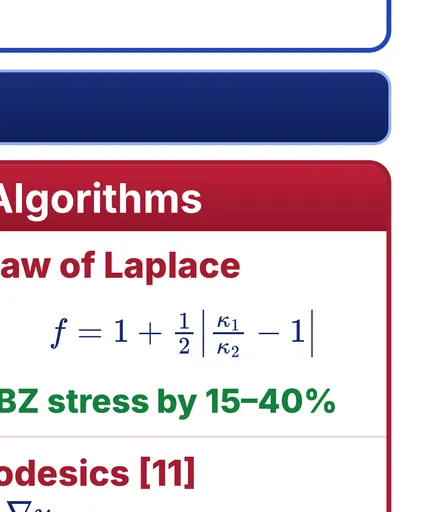 Algorithms
aw of Laplace
f = 1 + 1/2 |κ₁/κ₂ − 1|
BZ stress by 15–40%
odesics [11]